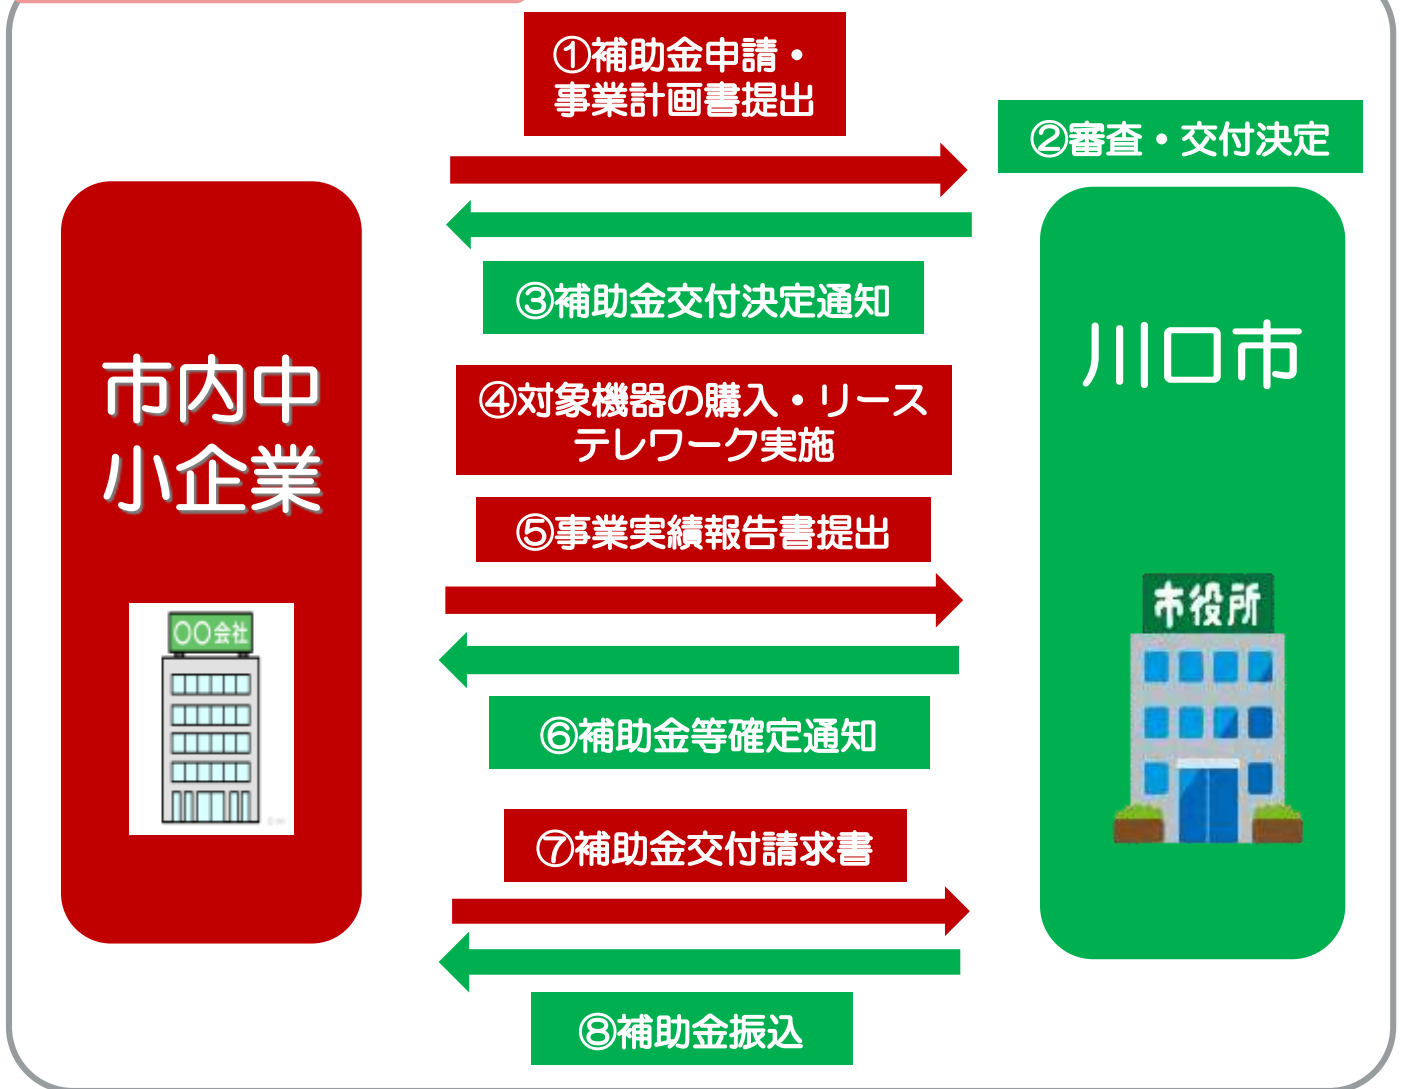 ①補助金申請・
事業計画書提出
②審査・交付決定
③補助金交付決定通知
市内中
小企業
川口市
④対象機器の購入・リース
テレワーク実施
⑤事業実績報告書提出
〇〇会社
市役所
⑥補助金等確定通知
⑦補助金交付請求書
⑧補助金振込